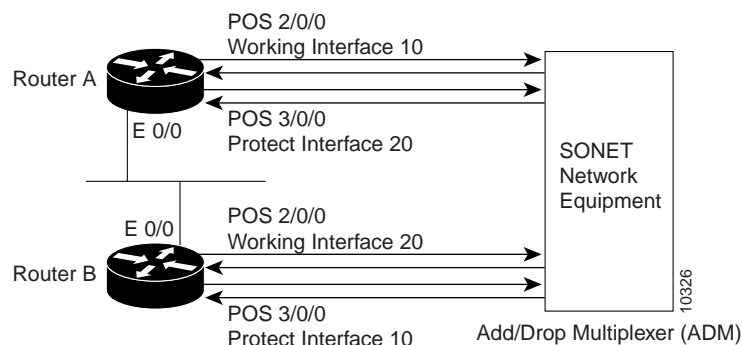 POS 2/0/0
Working Interface 10
Router A
E 0/0
POS 3/0/0
Protect Interface 20
SONET
Network
Equipment
E 0/0
POS 2/0/0
Working Interface 20
Router B
POS 3/0/0
Protect Interface 10
10326
Add/Drop Multiplexer (ADM)